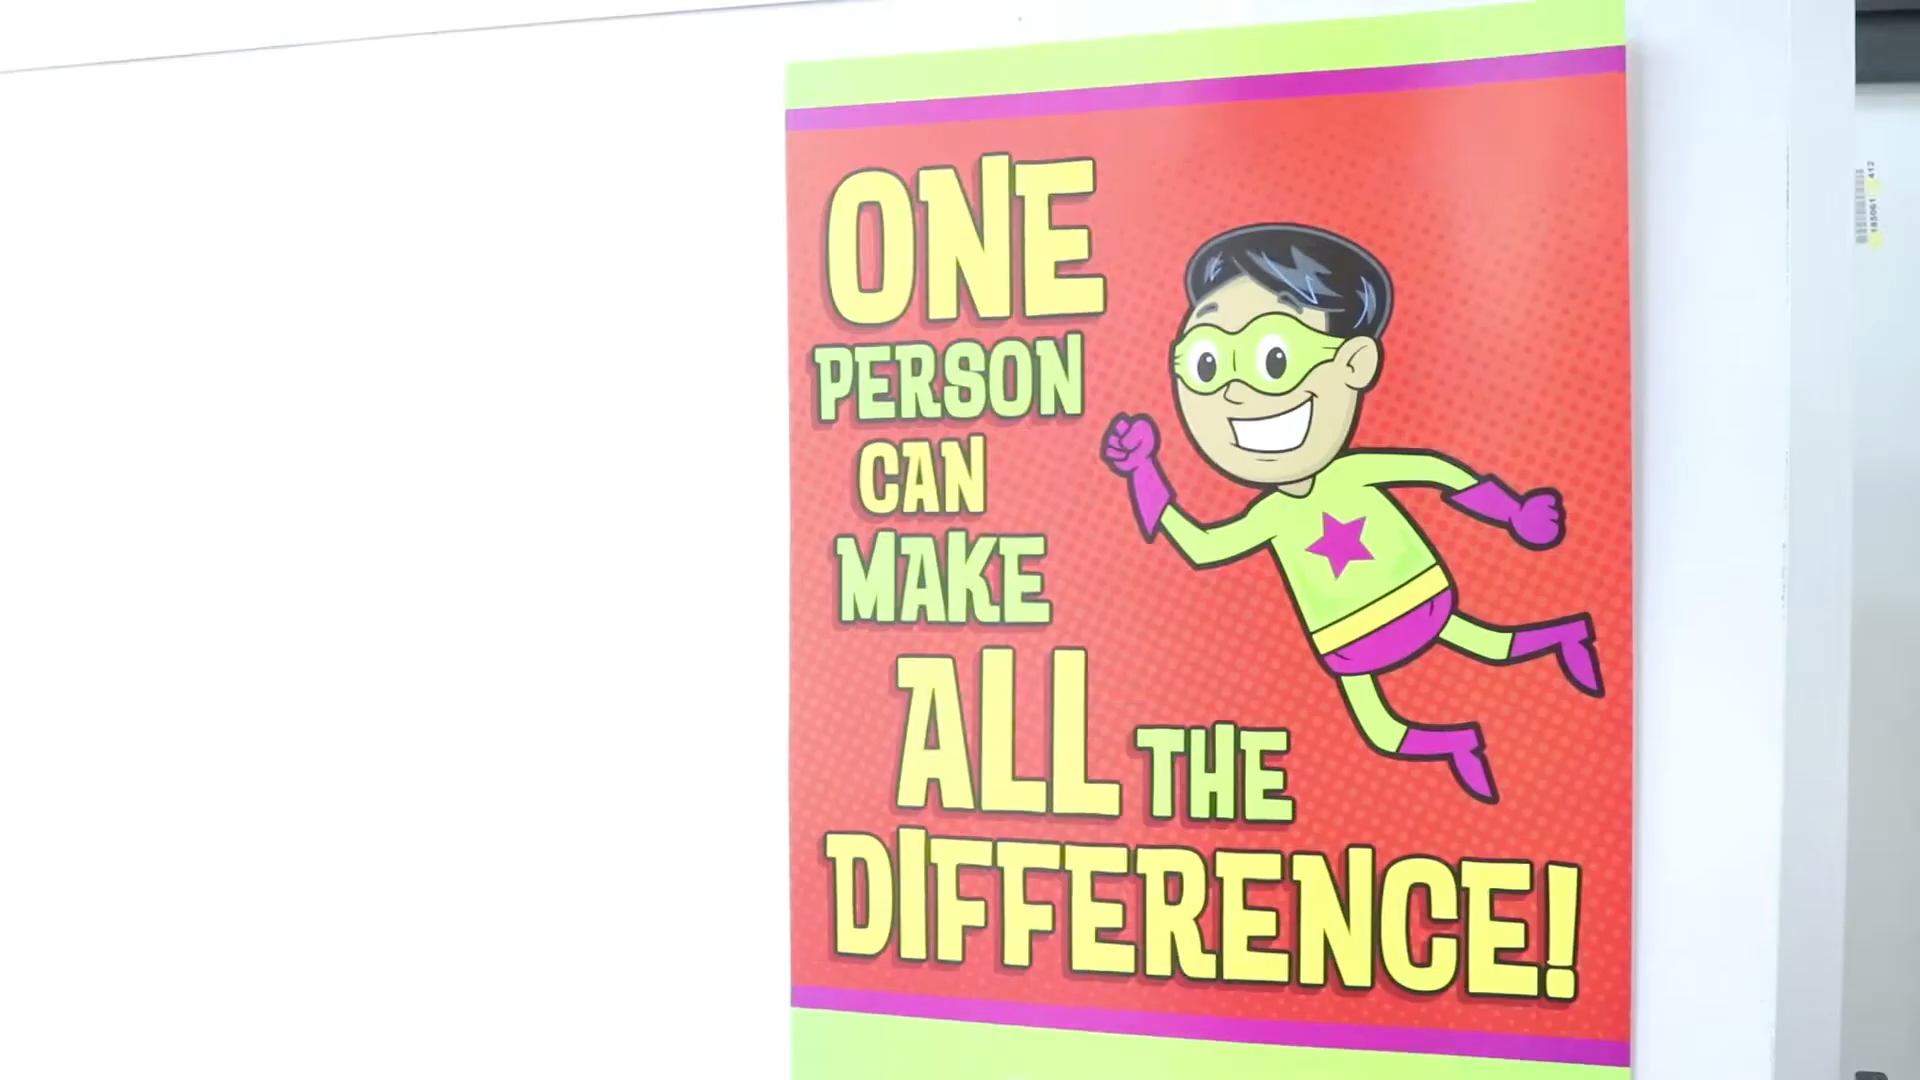 ONE
PERSON
CAN
MAKE
ALL THE
DIFFERENCE!